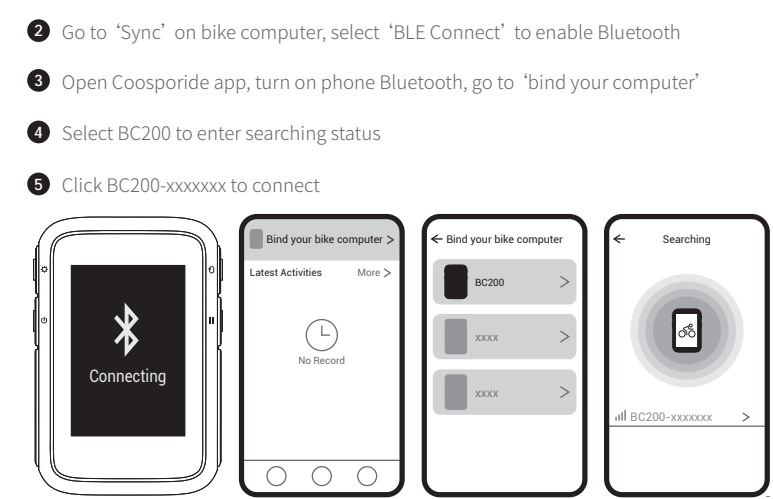 2 Go to ‘Sync’ on bike computer, select ‘BLE Connect’ to enable Bluetooth
3 Open Coosporide app, turn on phone Bluetooth, go to ‘bind your computer’
4 Select BC200 to enter searching status
5 Click BC200-xxxxxxx to connect
Connecting
Bind your bike computer >
Latest Activities More >
No Record
← Bind your bike computer
BC200 >
xxxx >
xxxx >
← Searching
BC200-xxxxxxx >